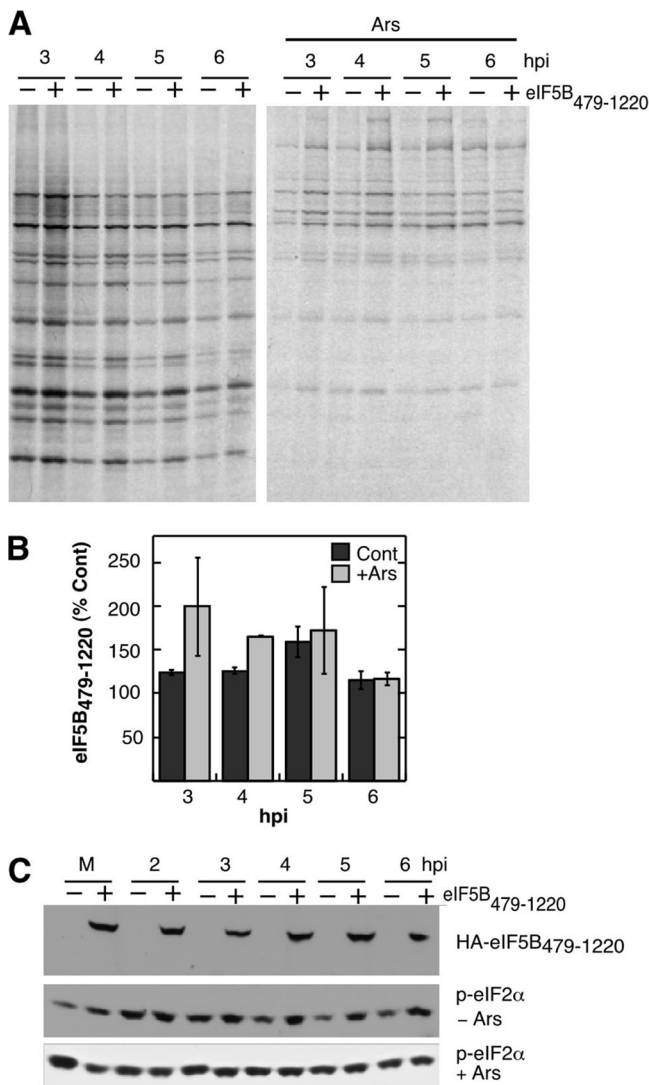 A
Ars
3 4 5 6 3 4 5 6 hpi
− + − + − + − + − + − + − + − + eIF5B479-1220
B
eIF5B479-1220 (% Cont)
250
200
150
100
50
Cont
+Ars
3 4 5 6
hpi
C
M 2 3 4 5 6 hpi
− + − + − + − + − + − + eIF5B479-1220
HA-eIF5B479-1220
p-eIF2α
− Ars
p-eIF2α
+ Ars